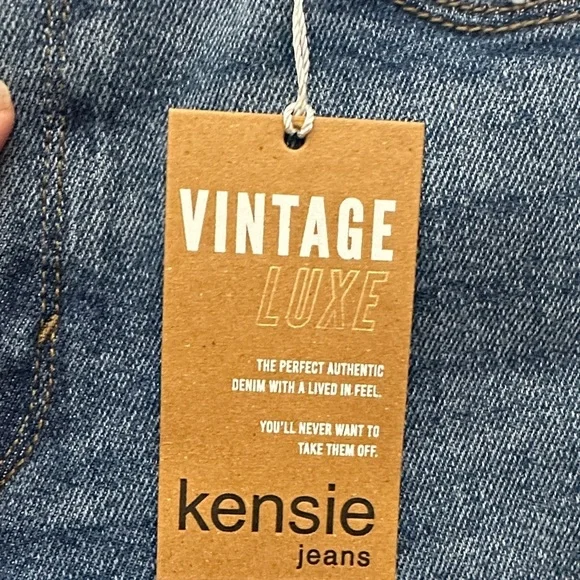 VINTAGE
LUXE
THE PERFECT AUTHENTIC
DENIM WITH A LIVED IN FEEL.
YOU'LL NEVER WANT TO
TAKE THEM OFF.
kensie
jeans